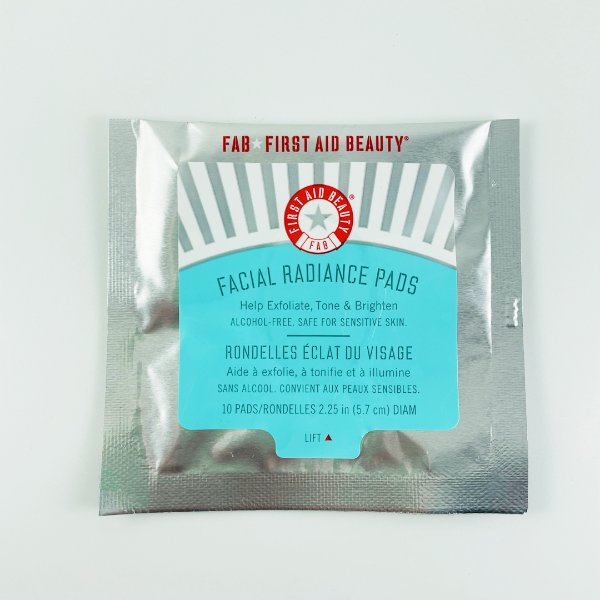 FAB★FIRST AID BEAUTY®
FIRST AID BEAUTY ®
FAB
FACIAL RADIANCE PADS
Help Exfoliate, Tone & Brighten
ALCOHOL-FREE. SAFE FOR SENSITIVE SKIN.
RONDELLES ÉCLAT DU VISAGE
Aide à exfolie, à tonifie et à illumine
SANS ALCOOL. CONVIENT AUX PEAUX SENSIBLES.
10 PADS/RONDELLES 2.25 in (5.7 cm) DIAM
LIFT ▲